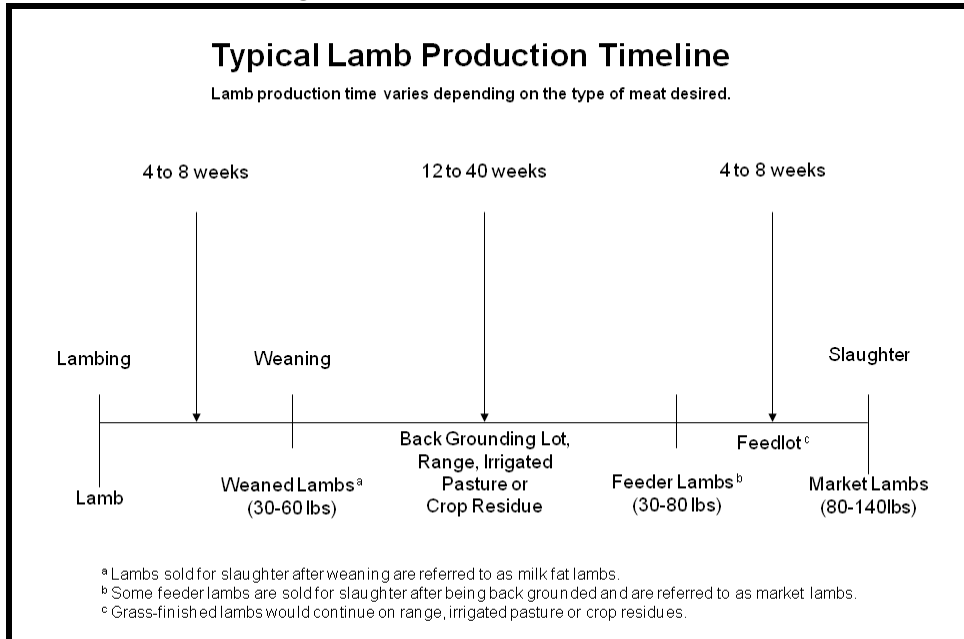 Typical Lamb Production Timeline
Lamb production time varies depending on the type of meat desired.
4 to 8 weeks
12 to 40 weeks
4 to 8 weeks
Lambing
Weaning
Slaughter
Lamb
Weaned Lambsᵃ
(30-60 lbs)
Back Grounding Lot,
Range, Irrigated
Pasture or
Crop Residue
Feeder Lambsᵇ
(30-80 lbs)
Feedlotᶜ
Market Lambs
(80-140lbs)
ᵃ Lambs sold for slaughter after weaning are referred to as milk fat lambs.
ᵇ Some feeder lambs are sold for slaughter after being back grounded and are referred to as market lambs.
ᶜ Grass-finished lambs would continue on range, irrigated pasture or crop residues.